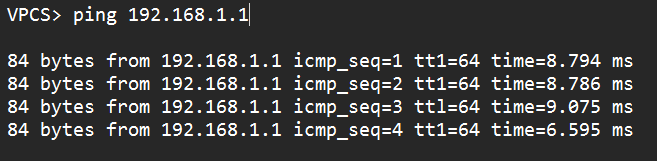 VPCS> ping 192.168.1.1
84 bytes from 192.168.1.1 icmp_seq=1 tt1=64 time=8.794 ms
84 bytes from 192.168.1.1 icmp_seq=2 tt1=64 time=8.786 ms
84 bytes from 192.168.1.1 icmp_seq=3 ttl=64 time=9.075 ms
84 bytes from 192.168.1.1 icmp_seq=4 tt1=64 time=6.595 ms